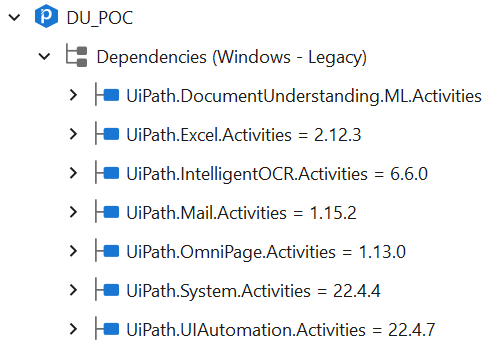 DU_POC
Dependencies (Windows - Legacy)
UiPath.DocumentUnderstanding.ML.Activities
UiPath.Excel.Activities = 2.12.3
UiPath.IntelligentOCR.Activities = 6.6.0
UiPath.Mail.Activities = 1.15.2
UiPath.OmniPage.Activities = 1.13.0
UiPath.System.Activities = 22.4.4
UiPath.UIAutomation.Activities = 22.4.7